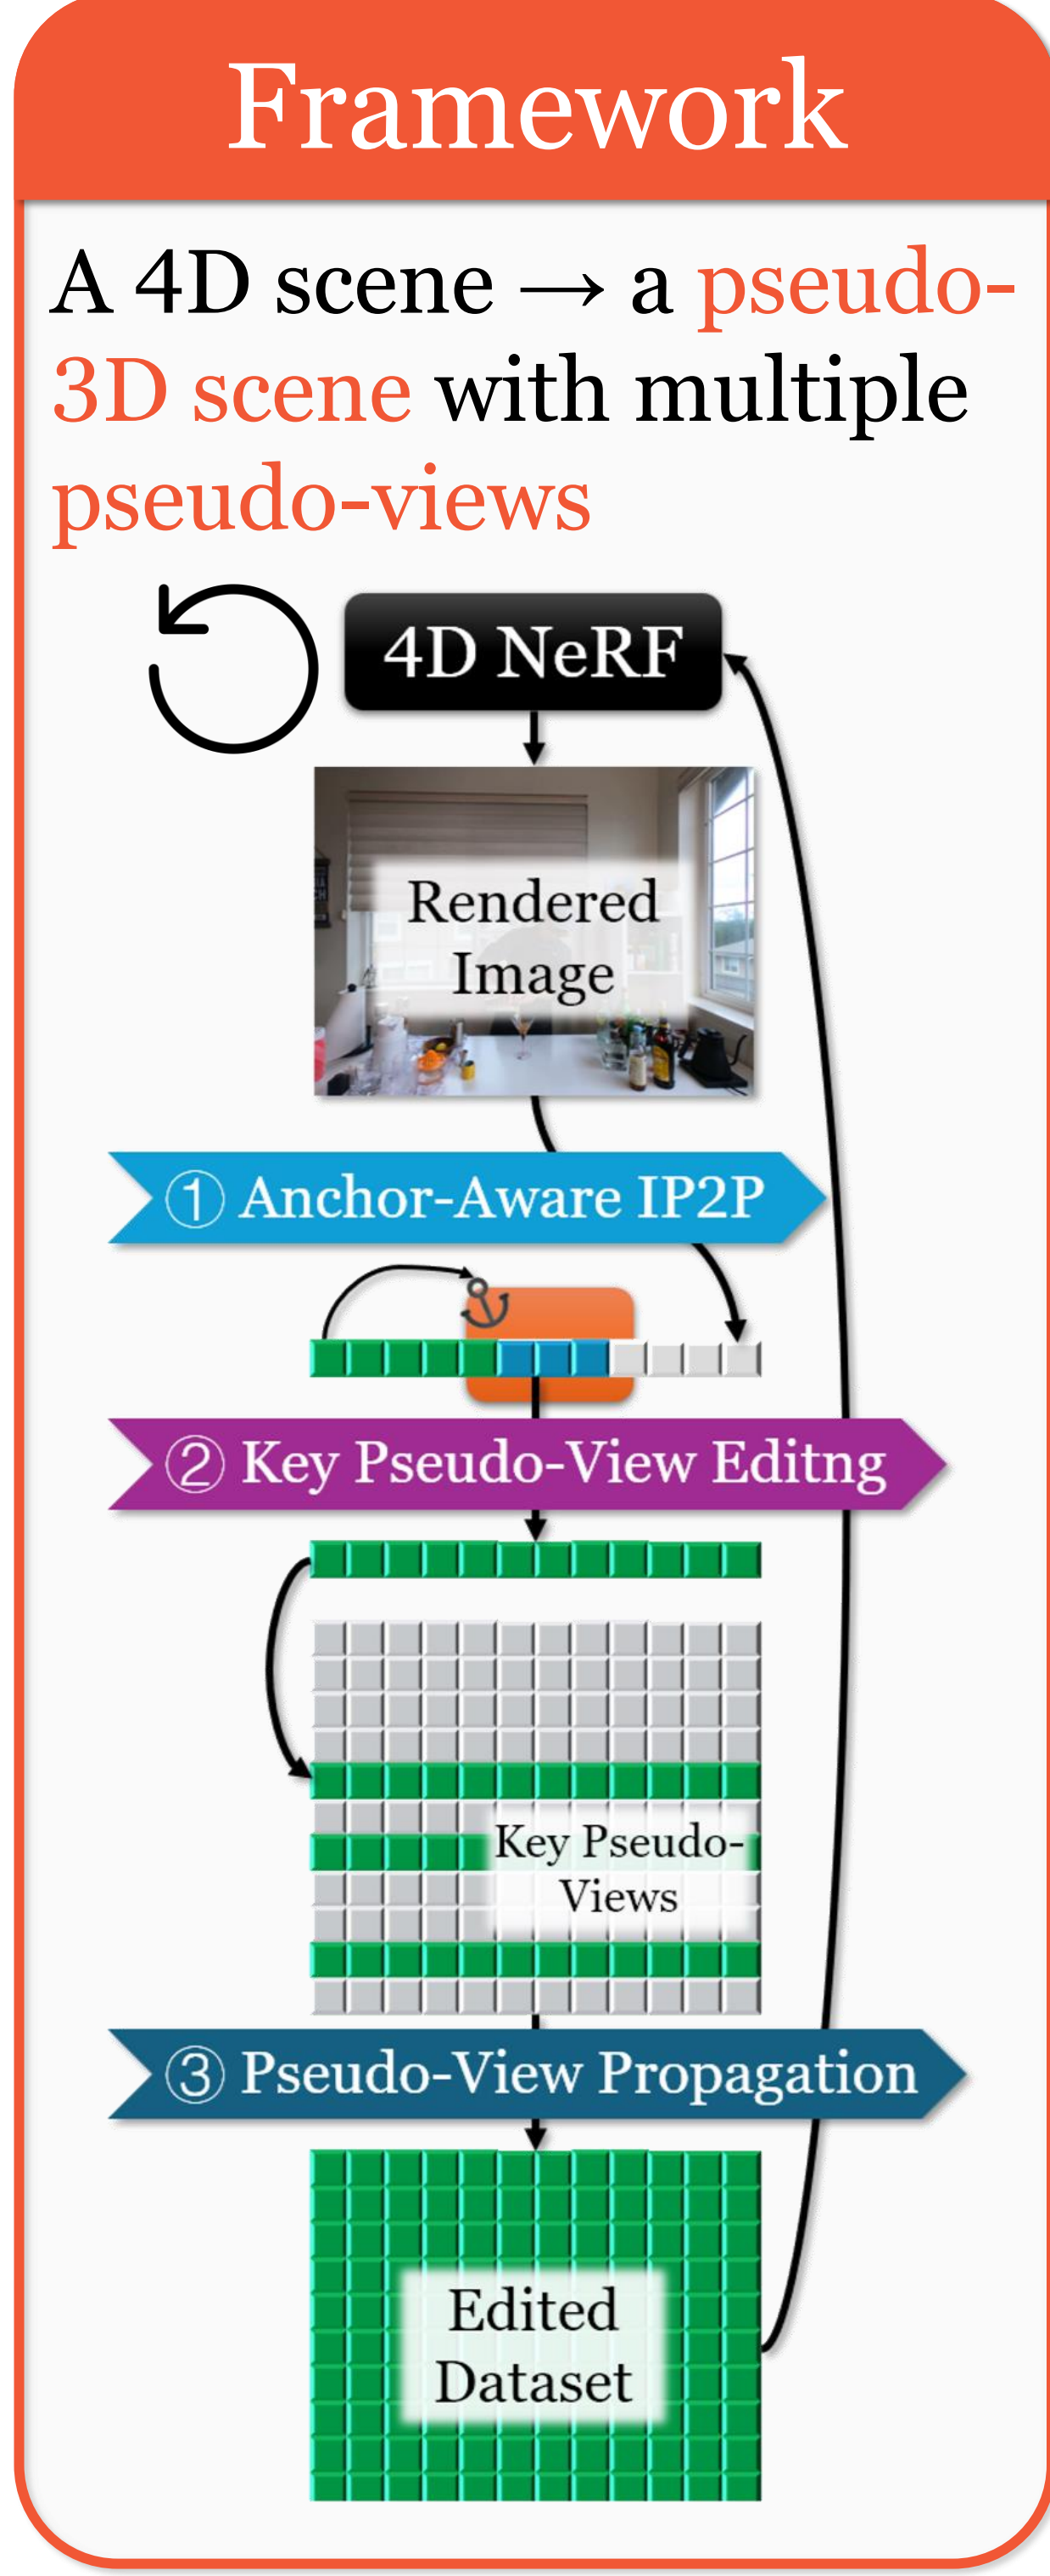 Framework
A 4D scene → a pseudo-
3D scene with multiple
pseudo-views
4D NeRF
Rendered
Image
① Anchor-Aware IP2P
② Key Pseudo-View Editng
Key Pseudo-
Views
③ Pseudo-View Propagation
Edited
Dataset